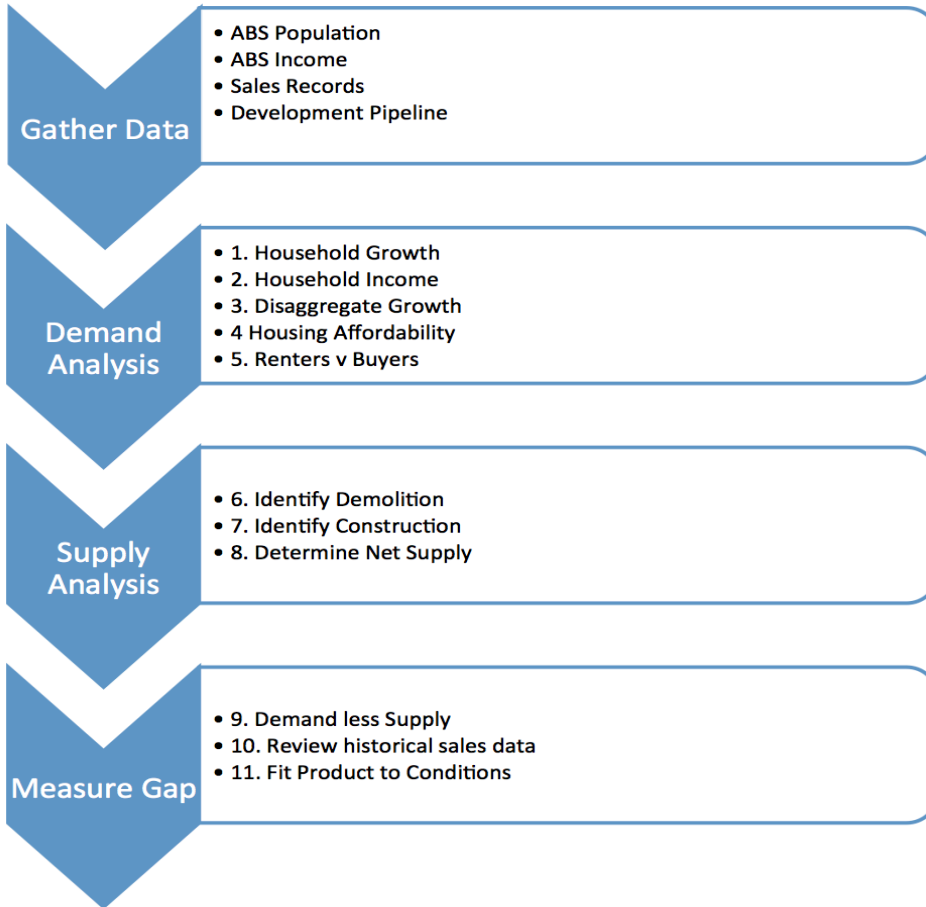 Gather Data
• ABS Population
• ABS Income
• Sales Records
• Development Pipeline
Demand
Analysis
• 1. Household Growth
• 2. Household Income
• 3. Disaggregate Growth
• 4 Housing Affordability
• 5. Renters v Buyers
Supply
Analysis
• 6. Identify Demolition
• 7. Identify Construction
• 8. Determine Net Supply
Measure Gap
• 9. Demand less Supply
• 10. Review historical sales data
• 11. Fit Product to Conditions